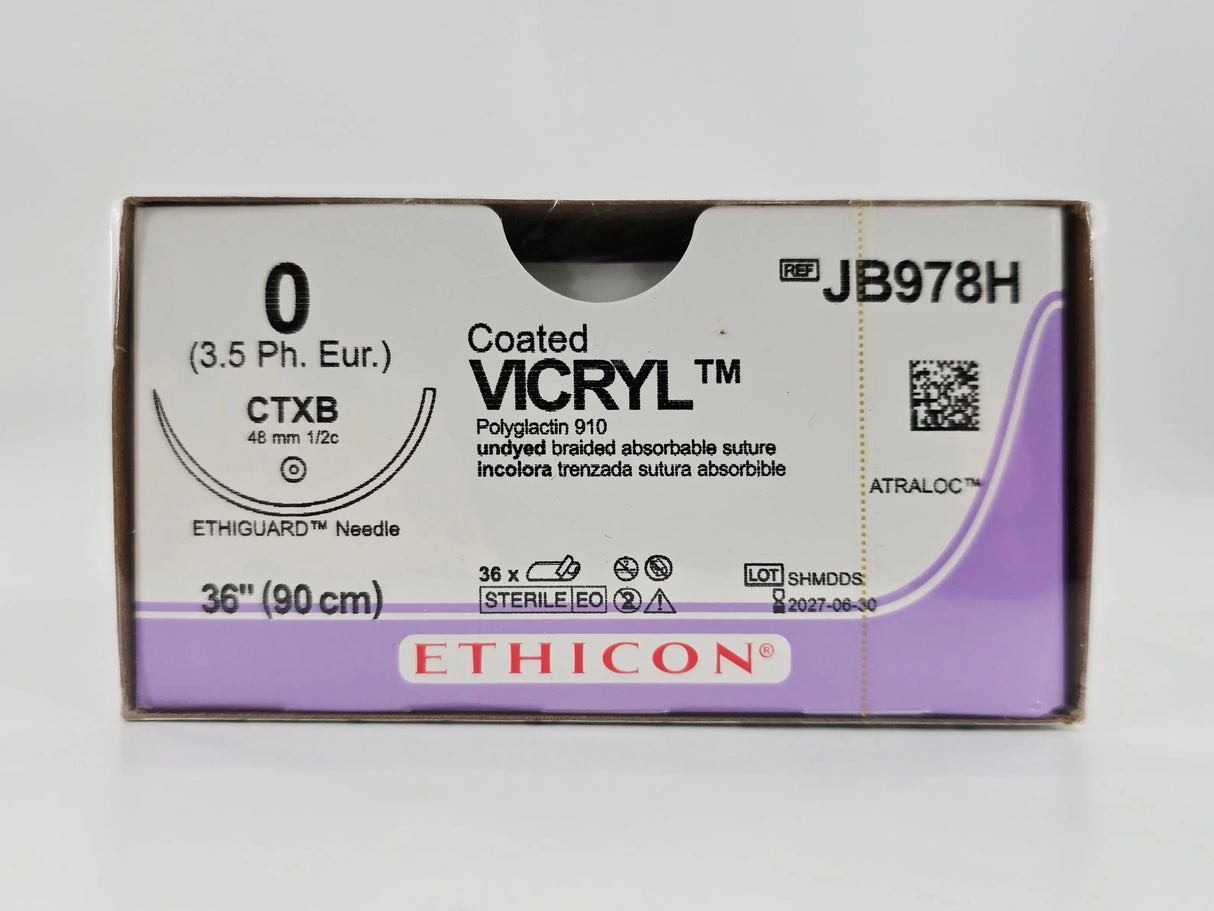 0
(3.5 Ph. Eur.)
CTXB
48 mm 1/2c
ETHIGUARD™ Needle
36" (90 cm)
Coated
VICRYL™
Polyglactin 910
undyed braided absorbable suture
incolora trenzada sutura absorbible
36 x
STERILE EO
2
2
REF JB978H
ATRALOC™
LOT SHMDDS
2027-06-30
ETHICON®